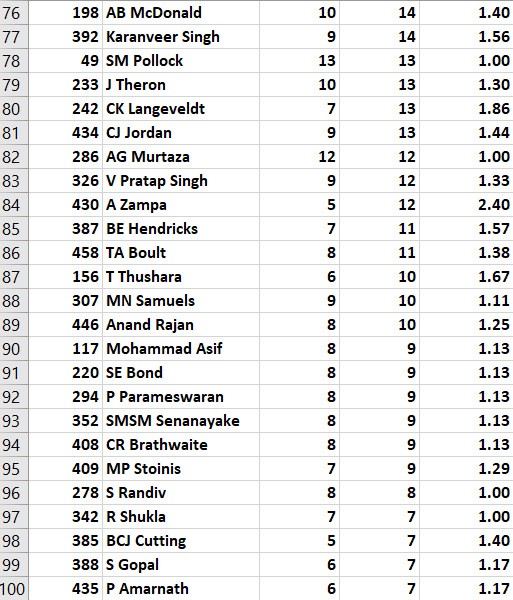 76 198 AB McDonald 10 14 1.40
77 392 Karanveer Singh 9 14 1.56
78 49 SM Pollock 13 13 1.00
79 233 J Theron 10 13 1.30
80 242 CK Langeveldt 7 13 1.86
81 434 CJ Jordan 9 13 1.44
82 286 AG Murtaza 12 12 1.00
83 326 V Pratap Singh 9 12 1.33
84 430 A Zampa 5 12 2.40
85 387 BE Hendricks 7 11 1.57
86 458 TA Boult 8 11 1.38
87 156 T Thushara 6 10 1.67
88 307 MN Samuels 9 10 1.11
89 446 Anand Rajan 8 10 1.25
90 117 Mohammad Asif 8 9 1.13
91 220 SE Bond 8 9 1.13
92 294 P Parameswaran 8 9 1.13
93 352 SMSM Senanayake 8 9 1.13
94 408 CR Brathwaite 8 9 1.13
95 409 MP Stoinis 7 9 1.29
96 278 S Randiv 8 8 1.00
97 342 R Shukla 7 7 1.00
98 385 BCJ Cutting 5 7 1.40
99 388 S Gopal 6 7 1.17
100 435 P Amarnath 6 7 1.17